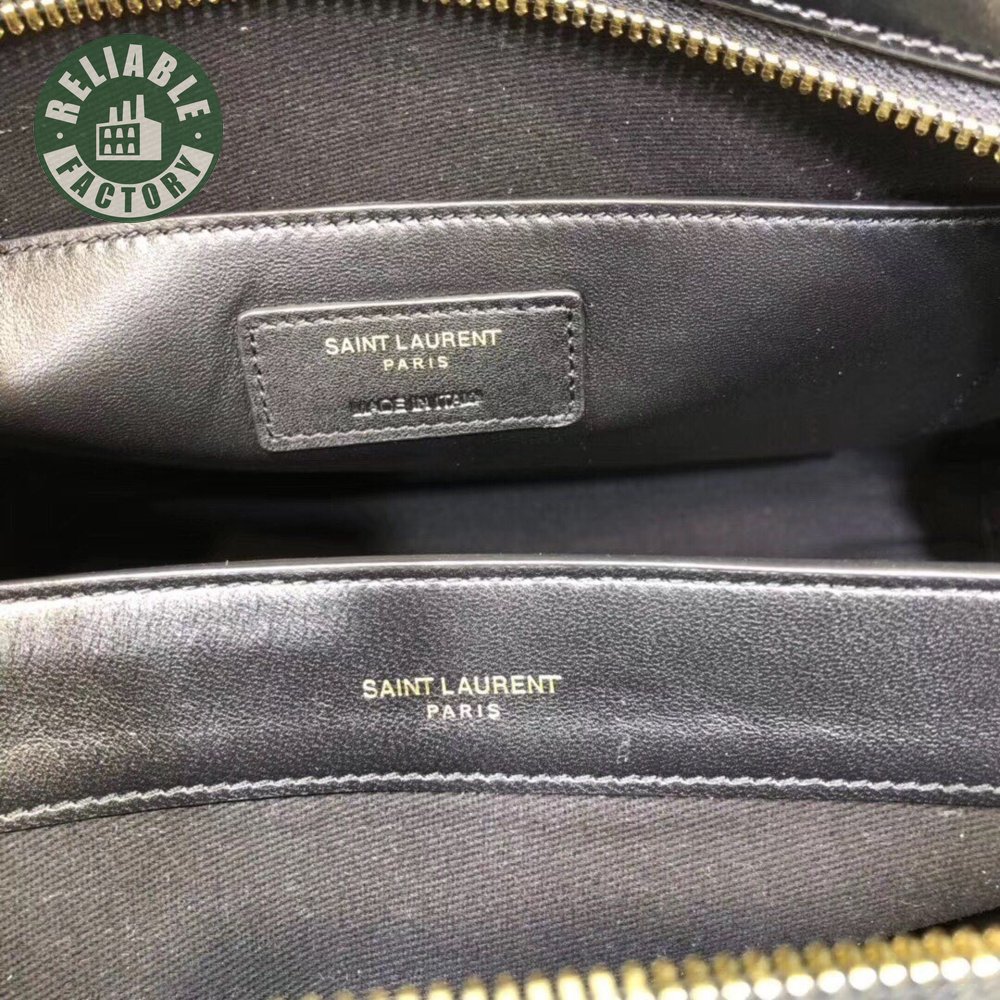 RELIABLE
FACTORY
SAINT LAURENT
PARIS
MADE IN ITALY
SAINT LAURENT
PARIS